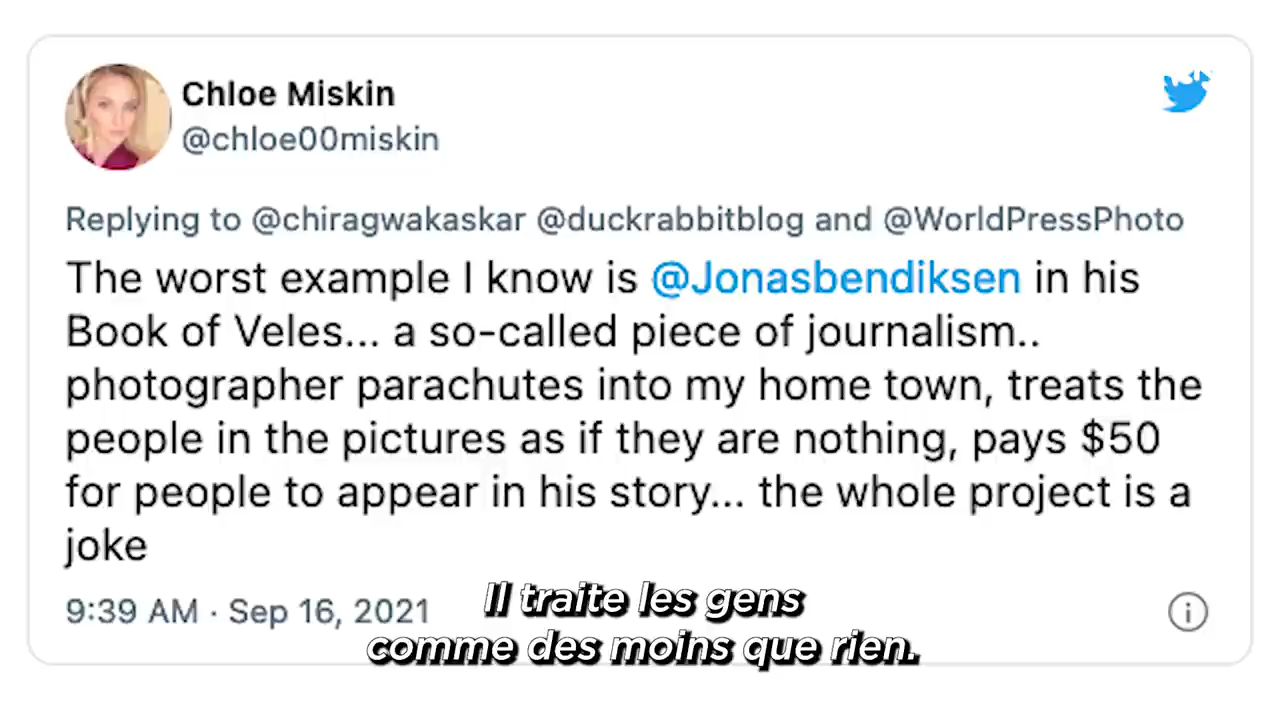 Chloe Miskin
@chloe00miskin
Replying to @chiragwakaskar @duckrabbitblog and @WorldPressPhoto
The worst example I know is @Jonasbendiksen in his
Book of Veles... a so-called piece of journalism..
photographer parachutes into my home town, treats the
people in the pictures as if they are nothing, pays $50
for people to appear in his story... the whole project is a
joke
9:39 AM · Sep 16, 2021
Il traite les gens
comme des moins que rien.